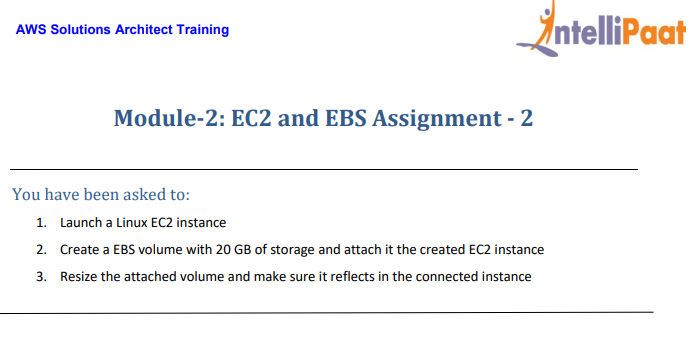 AWS Solutions Architect Training
IntelliPaat
Module-2: EC2 and EBS Assignment - 2
You have been asked to:
1. Launch a Linux EC2 instance
2. Create a EBS volume with 20 GB of storage and attach it the created EC2 instance
3. Resize the attached volume and make sure it reflects in the connected instance